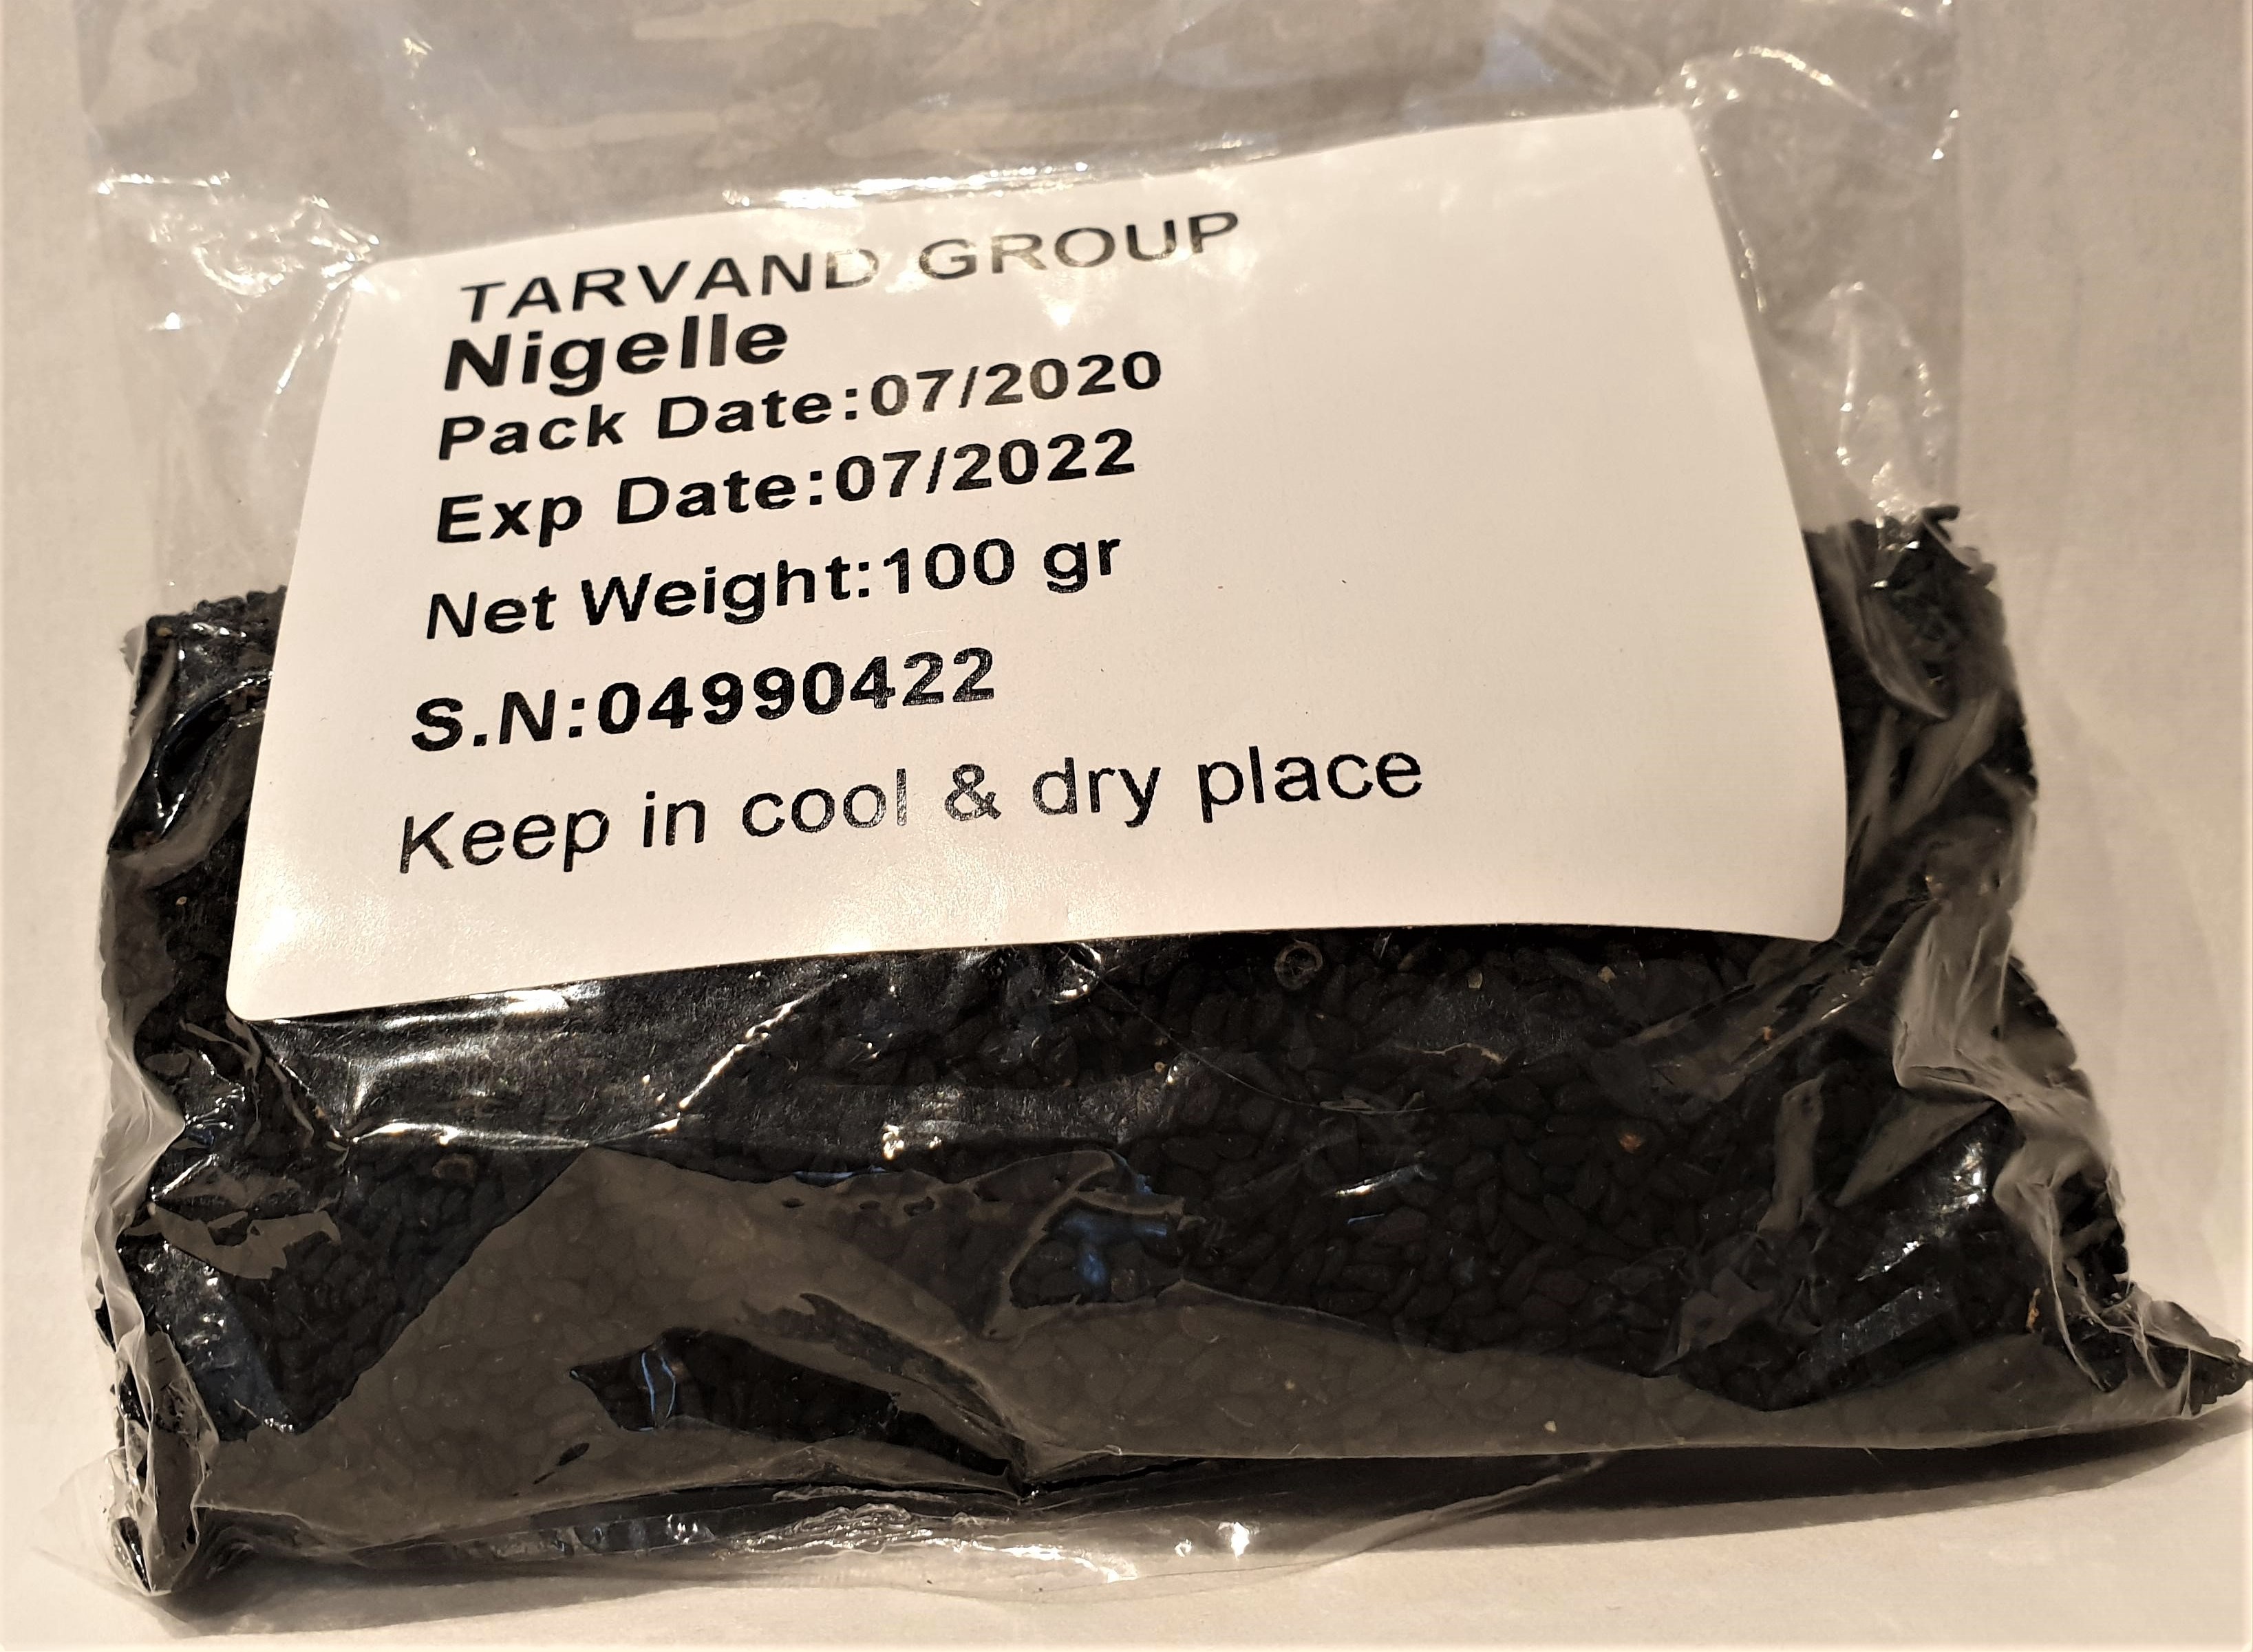 TARVAND GROUP
Nigelle
Pack Date:07/2020
Exp Date:07/2022
Net Weight:100 gr
S.N:04990422
Keep in cool & dry place